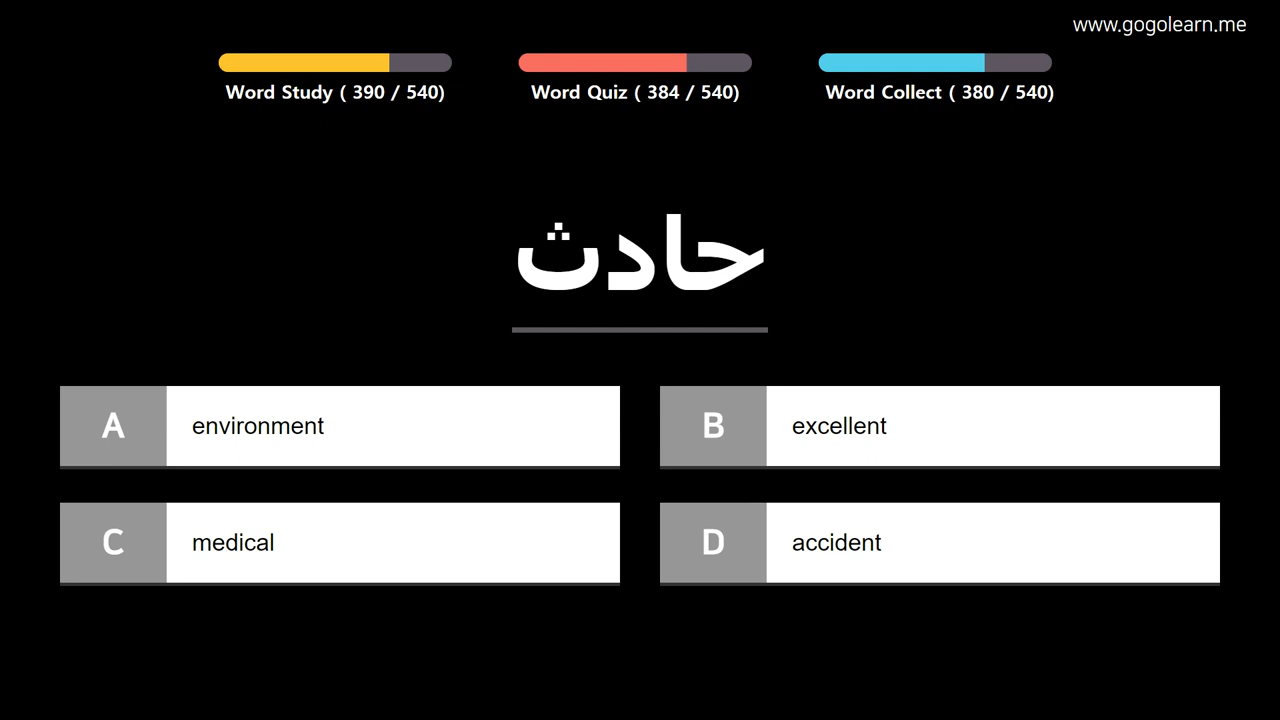 www.gogolearn.me
Word Study ( 390 / 540)
Word Quiz ( 384 / 540)
Word Collect ( 380 / 540)
حادث
A environment
B excellent
C medical
D accident